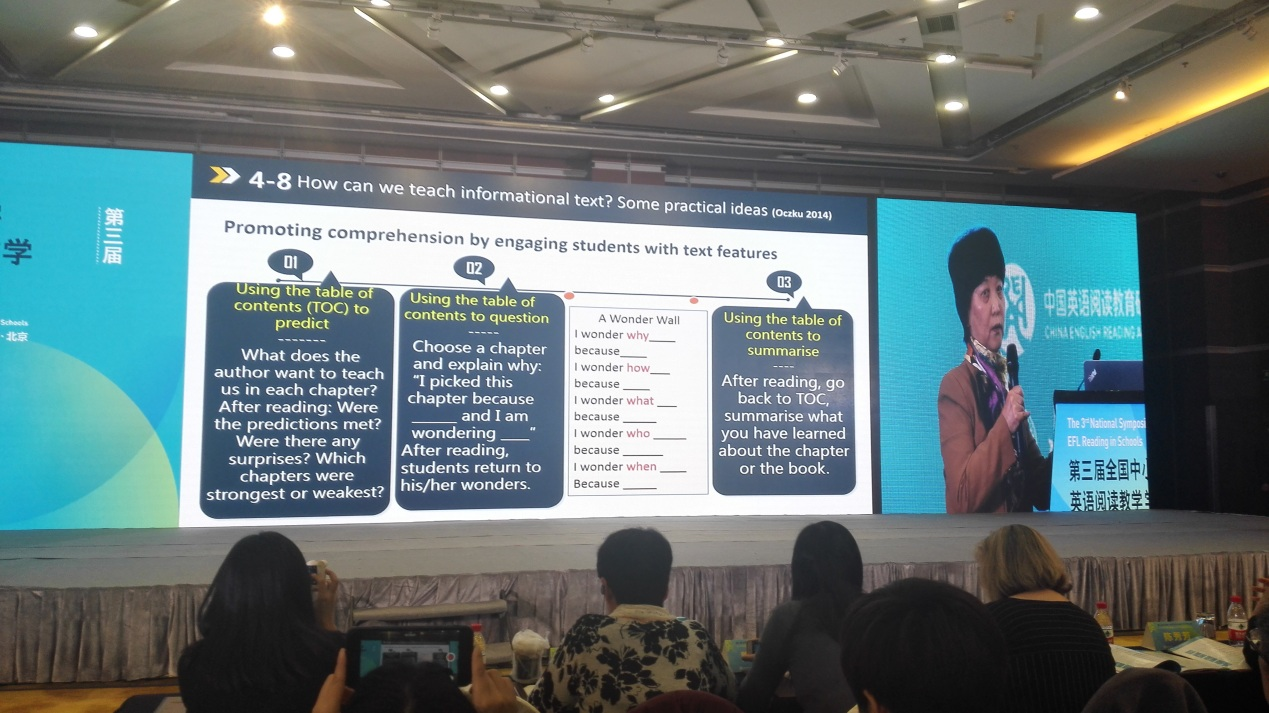 学
第三届
Schools
·北京
4-8 How can we teach informational text? Some practical ideas (Oczku 2014)
Promoting comprehension by engaging students with text features
01
Using the table of
contents (TOC) to
predict
-------
What does the
author want to teach
us in each chapter?
After reading: Were
the predictions met?
Were there any
surprises? Which
chapters were
strongest or weakest?
02
Using the table of
contents to question
-----
Choose a chapter
and explain why:
“I picked this
chapter because
______and I am
wondering ____”
After reading,
students return to
his/her wonders.
A Wonder Wall
I wonder why____
because____
I wonder how___
because ____
I wonder what ___
because _____
I wonder who _____
because ______
I wonder when ____
Because _____
03
Using the table of
contents to
summarise
----
After reading, go
back to TOC,
summarise what
you have learned
about the chapter
or the book.
中国英语阅读教育研
CHINA ENGLISH READING A
The 3rd National Symposi
EFL Reading in Schools
第三届全国中小
英语阅读教学